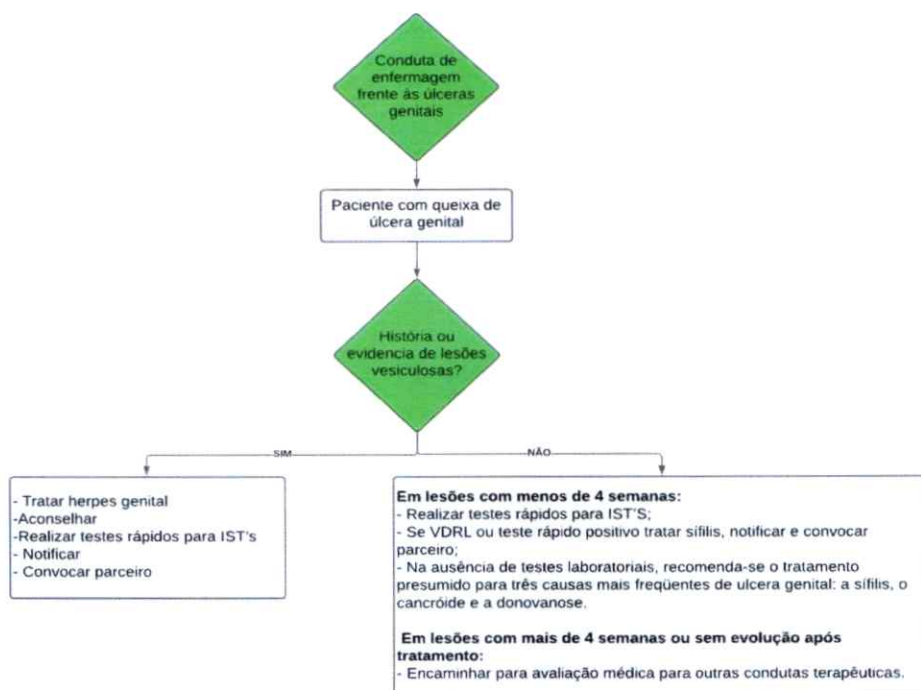 Conduta de
enfermagem
frente ás úlceras
genitais
Paciente com queixa de
úlcera genital
História ou
evidencia de lesões
vesiculosas?
SIM
NÃO
- Tratar herpes genital
-Aconselhar
-Realizar testes rápidos para IST's
- Notificar
- Convocar parceiro
Em lesões com menos de 4 semanas:
- Realizar testes rápidos para IST'S;
- Se VDRL ou teste rápido positivo tratar sífilis, notificar e convocar
parceiro;
- Na ausência de testes laboratoriais, recomenda-se o tratamento
presumido para três causas mais freqüentes de ulcera genital: a sífilis, o
cancróide e a donovanose.
Em lesões com mais de 4 semanas ou sem evolução após
tratamento:
- Encaminhar para avaliação médica para outras condutas terapêuticas.